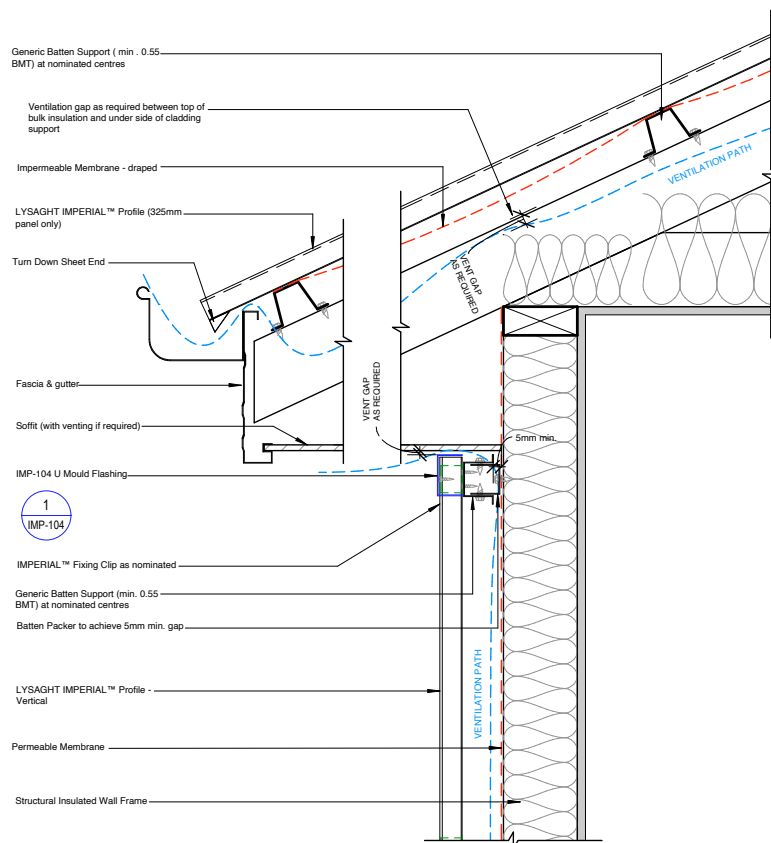 Generic Batten Support ( min . 0.55
BMT) at nominated centres
Ventilation gap as required between top of
bulk insulation and under side of cladding
support
Impermeable Membrane - draped
VENTILATION PATH
LYSAGHT IMPERIAL™ Profile (325mm
panel only)
Turn Down Sheet End
VENT GAP
AS REQUIRED
Fascia & gutter
VENT GAP
AS REQUIRED
Soffit (with venting if required)
5mm min.
IMP-104 U Mould Flashing
1
IMP-104
IMPERIAL™ Fixing Clip as nominated
Generic Batten Support (min. 0.55
BMT) at nominated centres
Batten Packer to achieve 5mm min. gap
LYSAGHT IMPERIAL™ Profile -
Vertical
VENTILATION PATH
Permeable Membrane
Structural Insulated Wall Frame